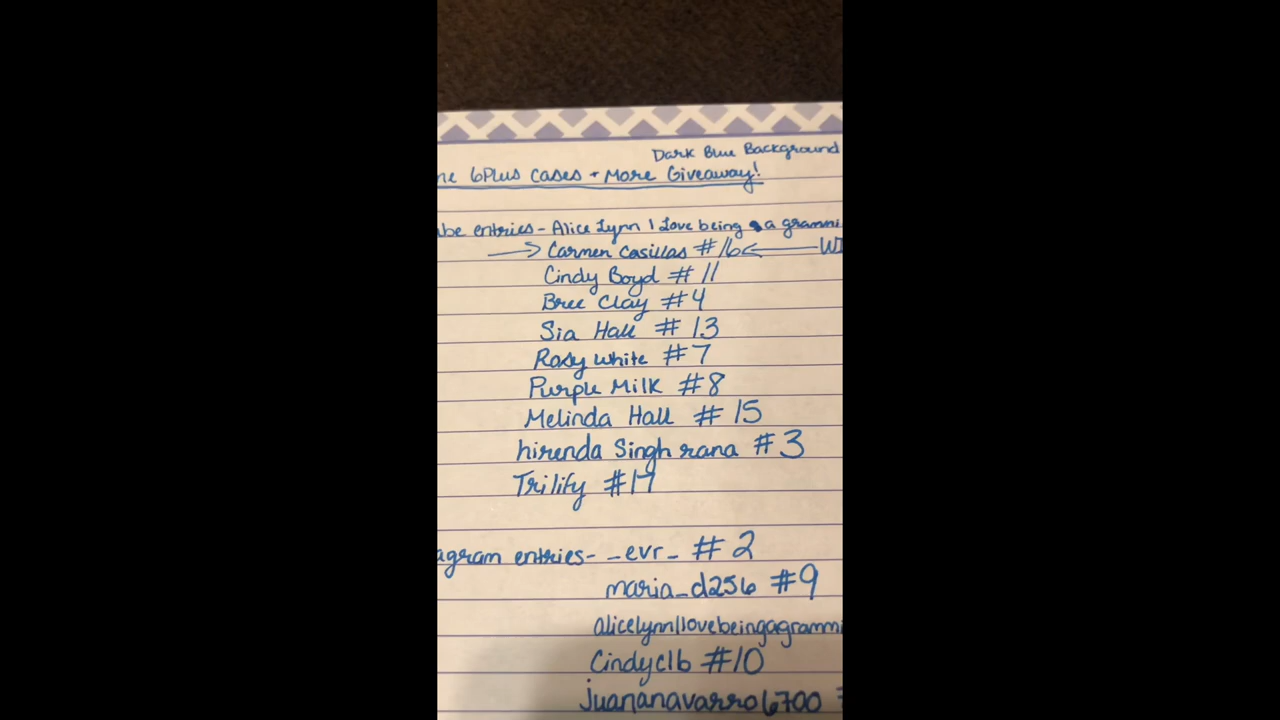 Dark Blue Background
ne 6Plus Cases + More Giveaway!
ube entries - Alice Lynn I Love being a grammi
Carmen Casillas #16 WI
Cindy Boyd #11
Bree Clay #4
Sia Hall #13
Rosy White #7
Purple Milk #8
Melinda Hall #15
hirenda Singh rana #3
Trilify #17
agram entries- _evr_ #2
maria_d256 #9
alicelynnilovebeingagrammi
Cindyclb #10
juananavarro6700